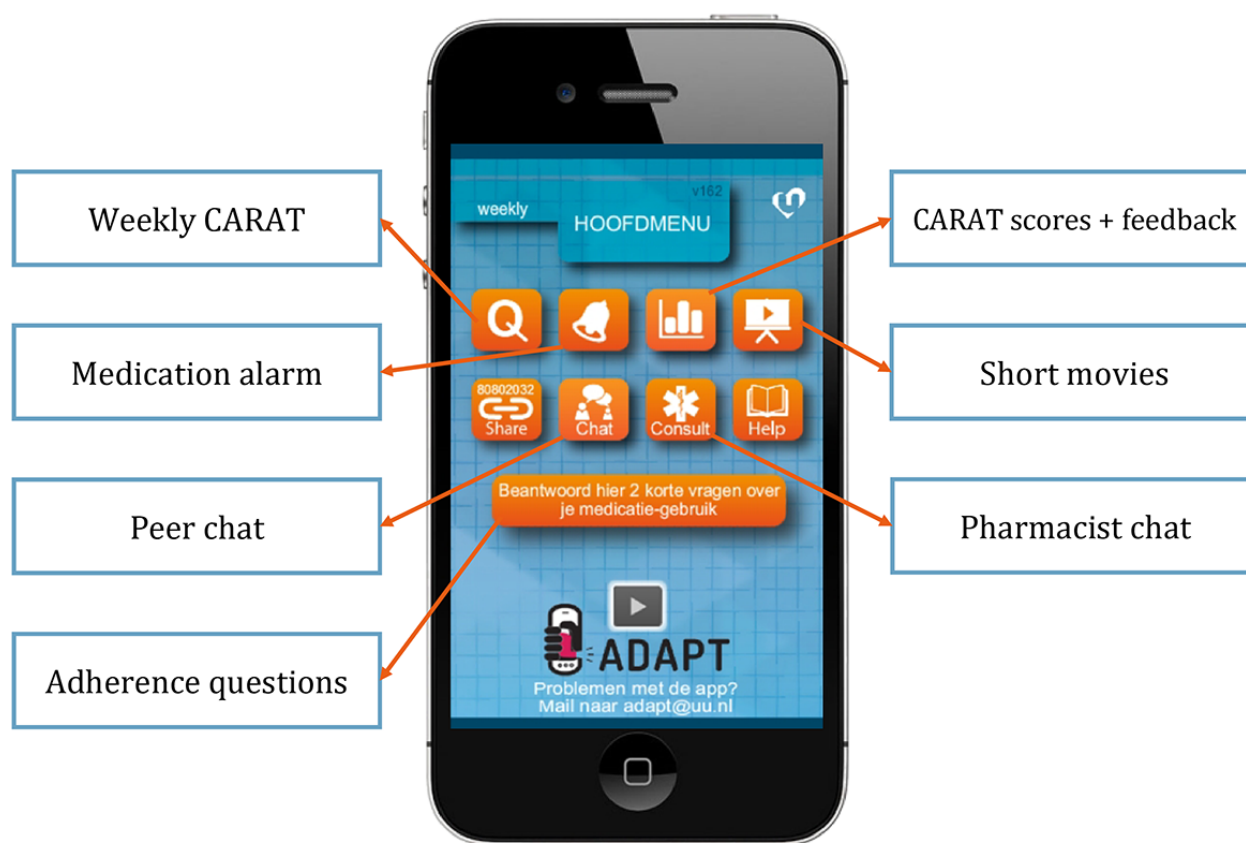 Weekly CARAT
Medication alarm
Peer chat
Adherence questions
weekly
v162
HOOFDMENU
Q
80802032
Share
Chat
Consult
Help
Beantwoord hier 2 korte vragen over
je medicatie-gebruik
ADAPT
Problemen met de app?
Mail naar adapt@uu.nl
CARAT scores + feedback
Short movies
Pharmacist chat